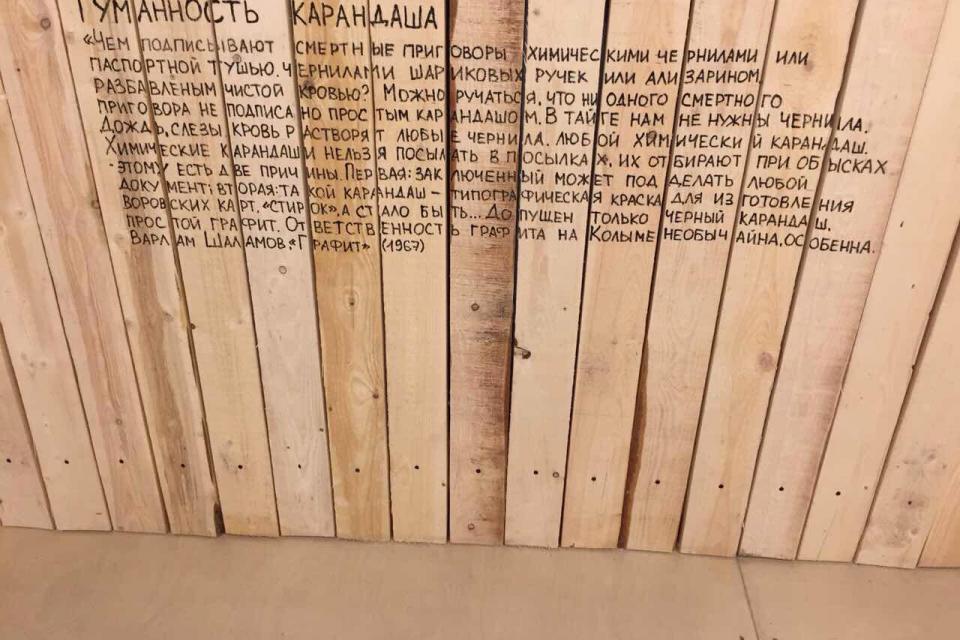 ГУМАННОСТЬ КАРАНДАША
«ЧЕМ ПОДПИСЫВАЮТ СМЕРТНЫЕ ПРИГОВОРЫ: ХИМИЧЕСКИМИ ЧЕРНИЛАМИ ИЛИ
ПАСПОРТНОЙ ТУШЬЮ, ЧЕРНИЛАМИ ШАРИКОВЫХ РУЧЕК ИЛИ АЛИЗАРИНОМ,
РАЗБАВЛЕНЫМ ЧИСТОЙ КРОВЬЮ? МОЖНО РУЧАТЬСЯ, ЧТО НИ ОДНОГО СМЕРТНОГО
ПРИГОВОРА НЕ ПОДПИСАНО ПРОСТЫМ КАРАНДАШОМ. В ТАЙГЕ НАМ НЕ НУЖНЫ ЧЕРНИЛА.
ДОЖДЬ, СЛЕЗЫ, КРОВЬ РАСТВОРЯТ ЛЮБЫЕ ЧЕРНИЛА. ЛЮБОЙ ХИМИЧЕСКИЙ КАРАНДАШ.
ХИМИЧЕСКИЕ КАРАНДАШИ НЕЛЬЗЯ ПОСЫЛАТЬ В ПОСЫЛКАХ, ИХ ОТБИРАЮТ ПРИ ОБЫСКАХ
- ЭТОМУ ЕСТЬ ДВЕ ПРИЧИНЫ. ПЕРВАЯ: ЗАКЛЮЧЕННЫЙ МОЖЕТ ПОДДЕЛАТЬ ЛЮБОЙ
ДОКУМЕНТ; ВТОРАЯ: ТАКОЙ КАРАНДАШ - ТИПОГРАФИЧЕСКАЯ КРАСКА ДЛЯ ИЗГОТОВЛЕНИЯ
ВОРОВСКИХ КАРТ, «СТИРОК», А СТАЛО БЫТЬ... ДОПУЩЕН ТОЛЬКО ЧЕРНЫЙ КАРАНДАШ,
ПРОСТОЙ ГРАФИТ. ОТВЕТСТВЕННОСТЬ ГРАФИТА НА КОЛЫМЕ НЕОБЫЧАЙНА, ОСОБЕННА.
ВАРЛАМ ШАЛАМОВ, «ГРАФИТ» (1967)